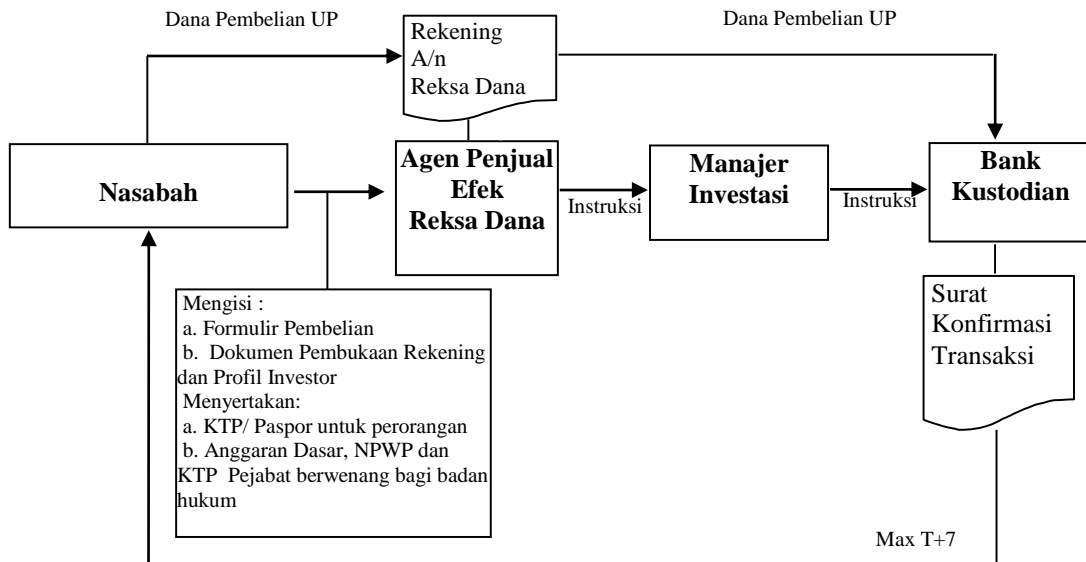 Dana Pembelian UP
Dana Pembelian UP
Rekening
A/n
Reksa Dana
Nasabah
Agen Penjual
Efek
Reksa Dana
Instruksi
Manajer
Investasi
Instruksi
Bank
Kustodian
Mengisi :
a. Formulir Pembelian
b. Dokumen Pembukaan Rekening
dan Profil Investor
Menyertakan:
a. KTP/ Paspor untuk perorangan
b. Anggaran Dasar, NPWP dan
KTP Pejabat berwenang bagi badan
hukum
Surat
Konfirmasi
Transaksi
Max T+7